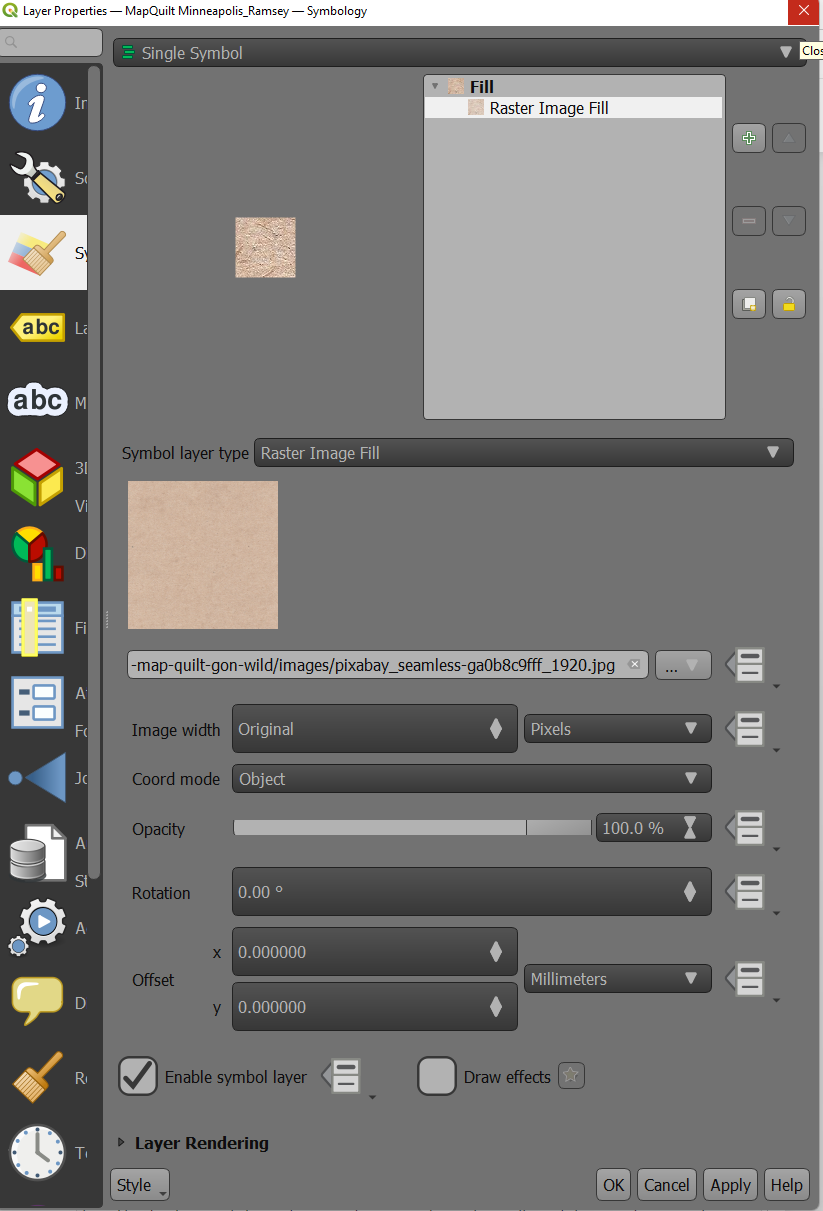 Layer Properties — MapQuilt Minneapolis_Ramsey — Symbology
Clos
Single Symbol
Fill
Raster Image Fill
abc
abc
Symbol layer type Raster Image Fill
-map-quilt-gon-wild/images/pixabay_seamless-ga0b8c9fff_1920.jpg ...
Image width Original Pixels
Coord mode Object
Opacity 100.0 %
Rotation 0.00 °
x 0.000000
Offset Millimeters
y 0.000000
Enable symbol layer Draw effects
Layer Rendering
Style OK Cancel Apply Help
In
So
Sy
La
M
3D
Vi
D
Fi
At
Fo
Jo
A
St
Ac
D
Re
Te